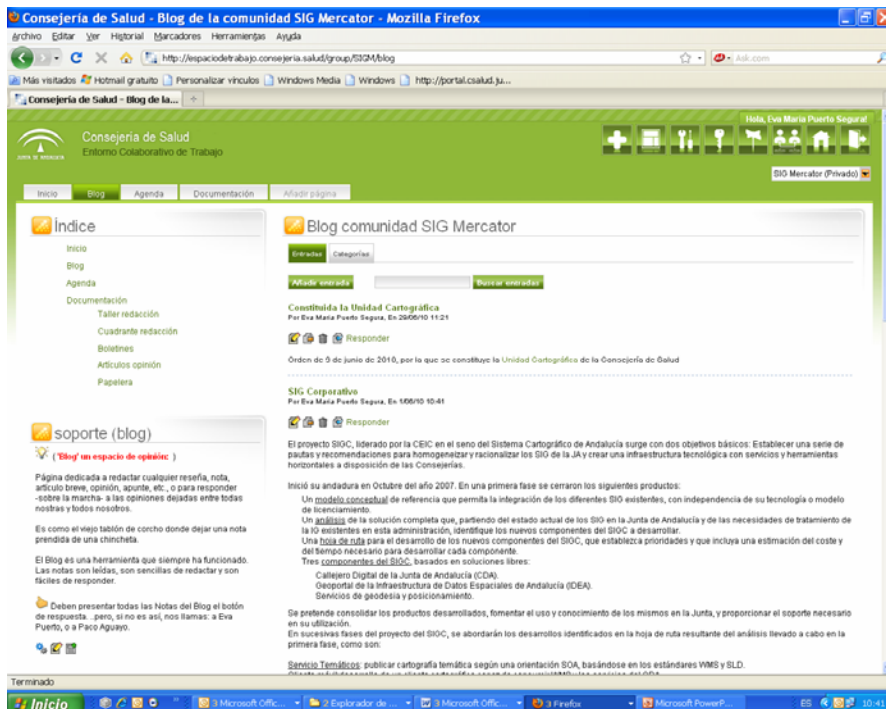 Consejería de Salud - Blog de la comunidad SIG Mercator - Mozilla Firefox
Archivo Editar Ver Historial Marcadores Herramientas Ayuda
http://espaciodetrabajo.consejeria.salud/group/SIGM/blog
Ask.com
Más visitados Hotmail gratuito Personalizar vínculos Windows Media Windows http://portal.csalud.ju...
Consejería de Salud - Blog de la...
Hola, Eva Maria Puerto Segura!
Consejería de Salud
Entorno Colaborativo de Trabajo
JUNTA DE ANDALUCIA
SIG Mercator (Privado)
Inicio Blog Agenda Documentación Añadir página
Índice
Inicio
Blog
Agenda
Documentación
Taller redacción
Cuadrante redacción
Boletines
Artículos opinión
Papelera
soporte (blog)
( 'Blog' un espacio de opinión: )
Página dedicada a redactar cualquier reseña, nota,
artículo breve, opinión, apunte, etc., o para responder
-sobre la marcha- a las opiniones dejadas entre todas
nostras y todos nosotros.
Es como el viejo tablón de corcho donde dejar una nota
prendida de una chincheta.
El Blog es una herramienta que siempre ha funcionado.
Las notas son leídas, son sencillas de redactar y son
fáciles de responder.
Deben presentar todas las Notas del Blog el botón
de respuesta...pero, si no es así, nos llamas: a Eva
Puerto, o a Paco Aguayo.
Blog comunidad SIG Mercator
Entradas Categorías
Añadir entrada Buscar entradas
Constituida la Unidad Cartográfica
Por Eva Maria Puerto Segura, En 29/06/10 11:21
Responder
Orden de 9 de junio de 2010, por la que se constituye la Unidad Cartográfica de la Consejería de Salud
SIG Corporativo
Por Eva Maria Puerto Segura, En 1/06/10 10:41
Responder
El proyecto SIGC, liderado por la CEIC en el seno del Sistema Cartográfico de Andalucía surge con dos objetivos básicos: Establecer una serie de
pautas y recomendaciones para homogeneizar y racionalizar los SIG de la JA y crear una infraestructura tecnológica con servicios y herramientas
horizontales a disposición de las Consejerías.
Inició su andadura en Octubre del año 2007. En una primera fase se cerraron los siguientes productos:
Un modelo conceptual de referencia que permita la integración de los diferentes SIG existentes, con independencia de su tecnología o modelo
de licenciamiento.
Un análisis de la solución completa que, partiendo del estado actual de los SIG en la Junta de Andalucía y de las necesidades de tratamiento de
la IG existentes en esta administración, identifique los nuevos componentes del SIGC a desarrollar.
Una hoja de ruta para el desarrollo de los nuevos componentes del SIGC, que establezca prioridades y que incluya una estimación del coste y
del tiempo necesario para desarrollar cada componente.
Tres componentes del SIGC, basados en soluciones libres:
Callejero Digital de la Junta de Andalucía (CDA).
Geoportal de la Infraestructura de Datos Espaciales de Andalucía (IDEA).
Servicios de geodesia y posicionamiento.
Se pretende consolidar los productos desarrollados, fomentar el uso y conocimiento de los mismos en la Junta, y proporcionar el soporte necesario
en su utilización.
En sucesivas fases del proyecto del SIGC, se abordarán los desarrollos identificados en la hoja de ruta resultante del análisis llevado a cabo en la
primera fase, como son:
Servicio Temáticos: publicar cartografía temática según una orientación SOA, basándose en los estándares WMS y SLD.
Terminado
Inicio 3 Microsoft Offic... 2 Explorador de ... 3 Microsoft Offic... 3 Firefox Microsoft PowerP... ES 10:41